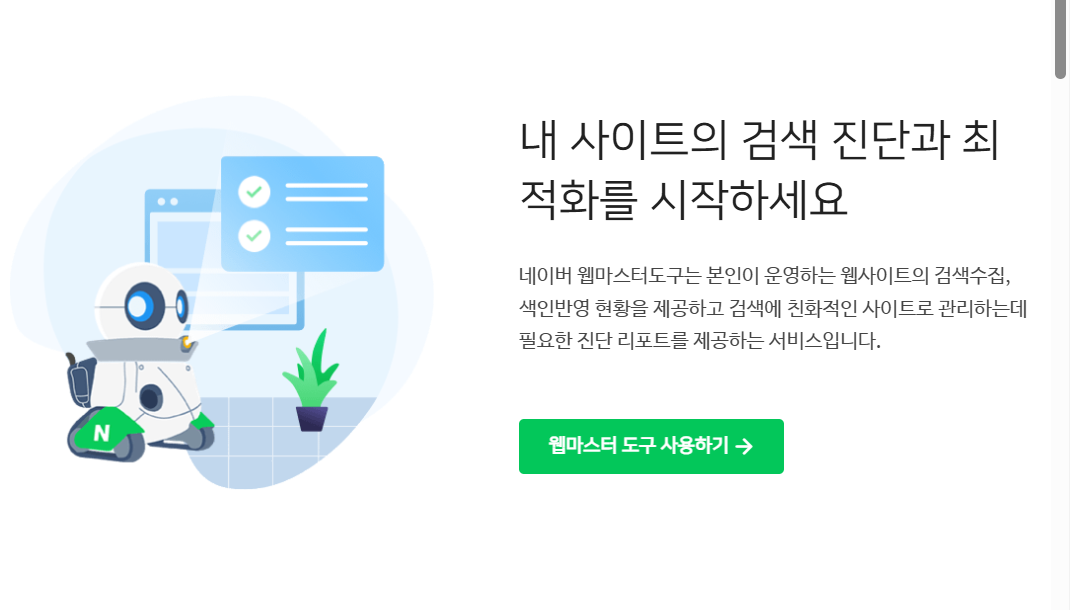 내 사이트의 검색 진단과 최
적화를 시작하세요
네이버 웹마스터도구는 본인이 운영하는 웹사이트의 검색수집,
색인반영 현황을 제공하고 검색에 친화적인 사이트로 관리하는데
필요한 진단 리포트를 제공하는 서비스입니다.
웹마스터 도구 사용하기 →
N